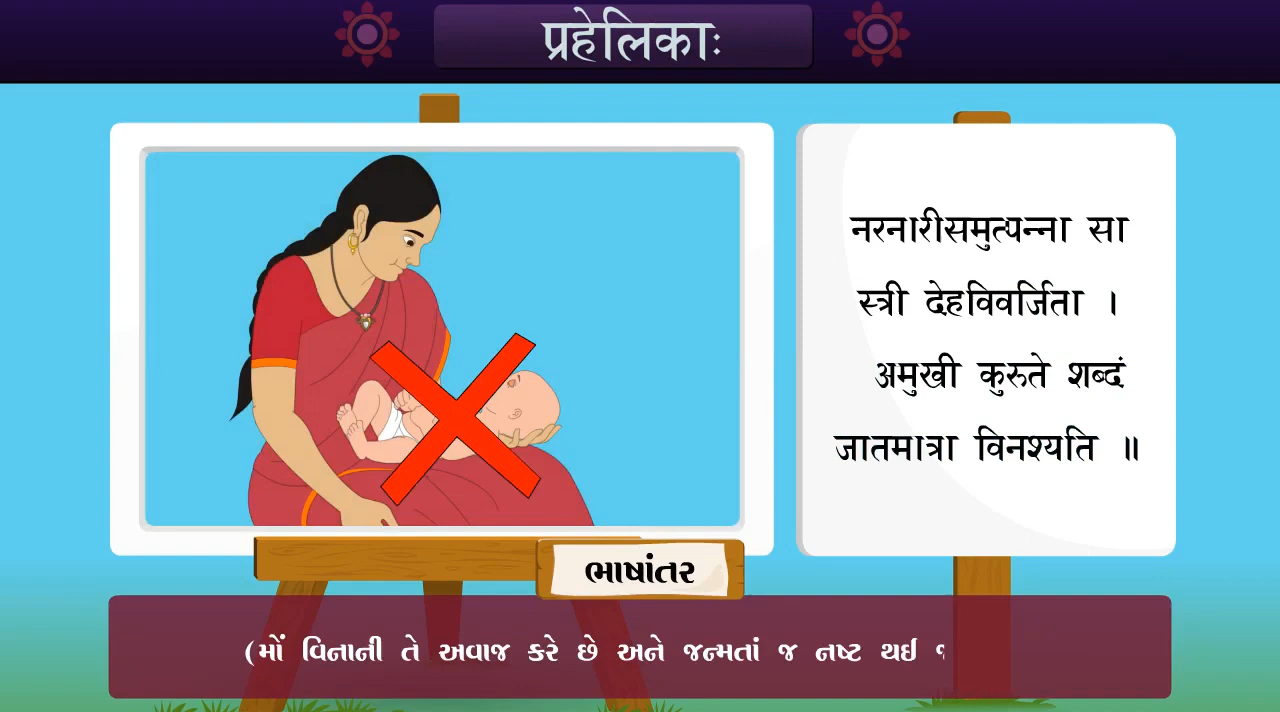 प्रहेलिकाः
नरनारीसमुत्पन्ना सा
स्त्री देहविवर्जिता ।
अमुखी कुरुते शब्दं
जातमात्रा विनश्यति ॥
ભાષાંતર
(મોં વિનાની તે અવાજ કરે છે અને જન્મતાં જ નષ્ટ થઈ